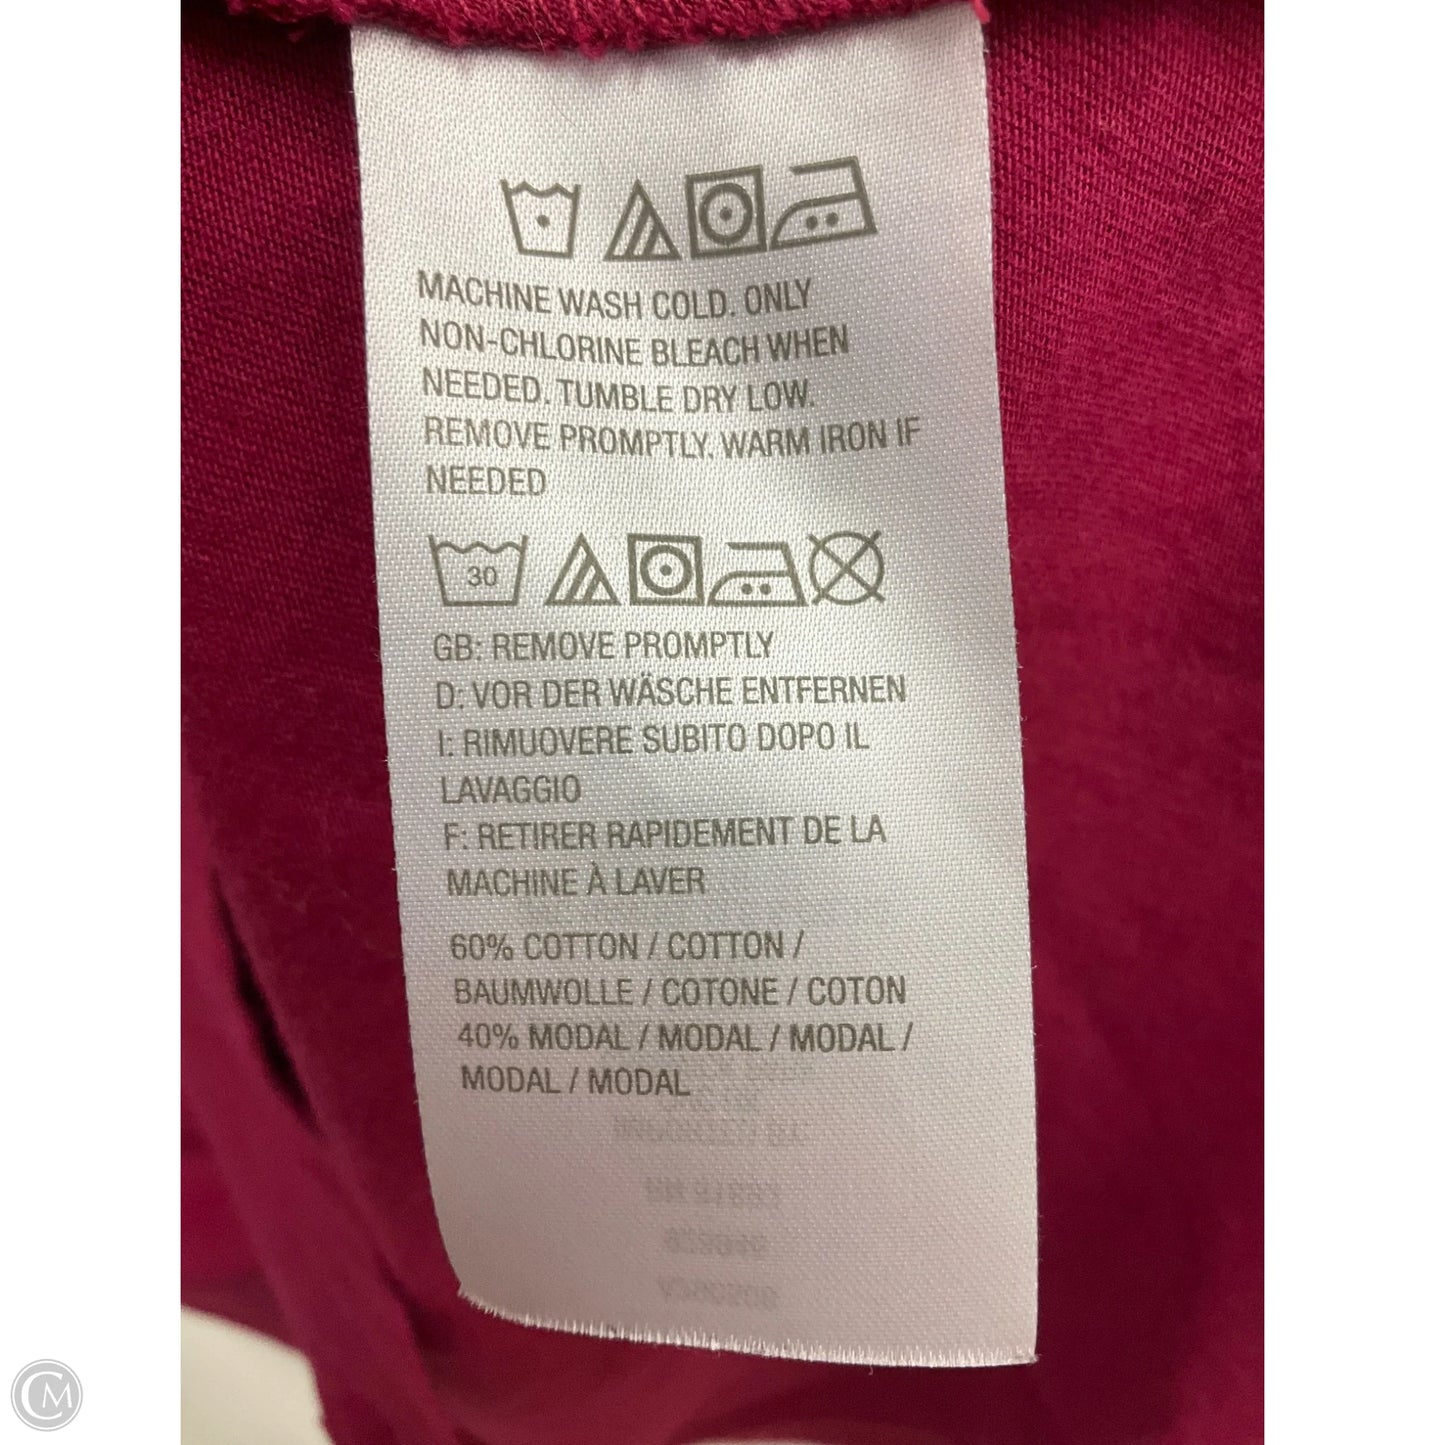 MACHINE WASH COLD. ONLY
NON-CHLORINE BLEACH WHEN
NEEDED. TUMBLE DRY LOW.
REMOVE PROMPTLY. WARM IRON IF
NEEDED
30
GB: REMOVE PROMPTLY
D: VOR DER WÄSCHE ENTFERNEN
I: RIMUOVERE SUBITO DOPO IL
LAVAGGIO
F: RETIRER RAPIDEMENT DE LA
MACHINE À LAVER
60% COTTON / COTTON /
BAUMWOLLE / COTONE / COTON
40% MODAL / MODAL / MODAL /
MODAL / MODAL
CM